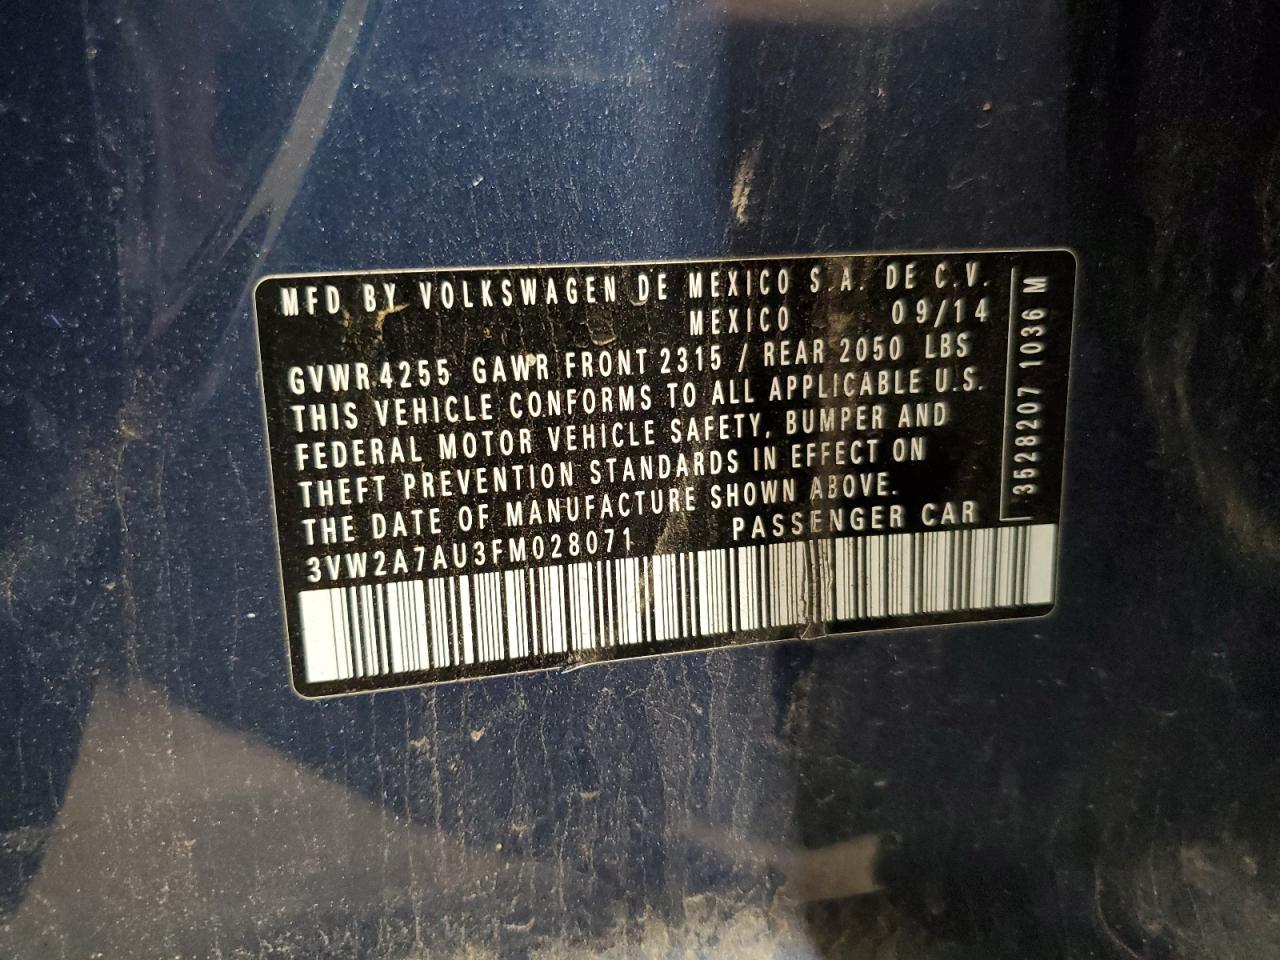 MFD BY VOLKSWAGEN DE MEXICO S.A. DE C.V.
MEXICO 09/14
GVWR 4255 GAWR FRONT 2315 / REAR 2050 LBS
THIS VEHICLE CONFORMS TO ALL APPLICABLE U.S.
FEDERAL MOTOR VEHICLE SAFETY, BUMPER AND
THEFT PREVENTION STANDARDS IN EFFECT ON
THE DATE OF MANUFACTURE SHOWN ABOVE.
3VW2A7AU3FM028071 PASSENGER CAR
3528207 1036 M